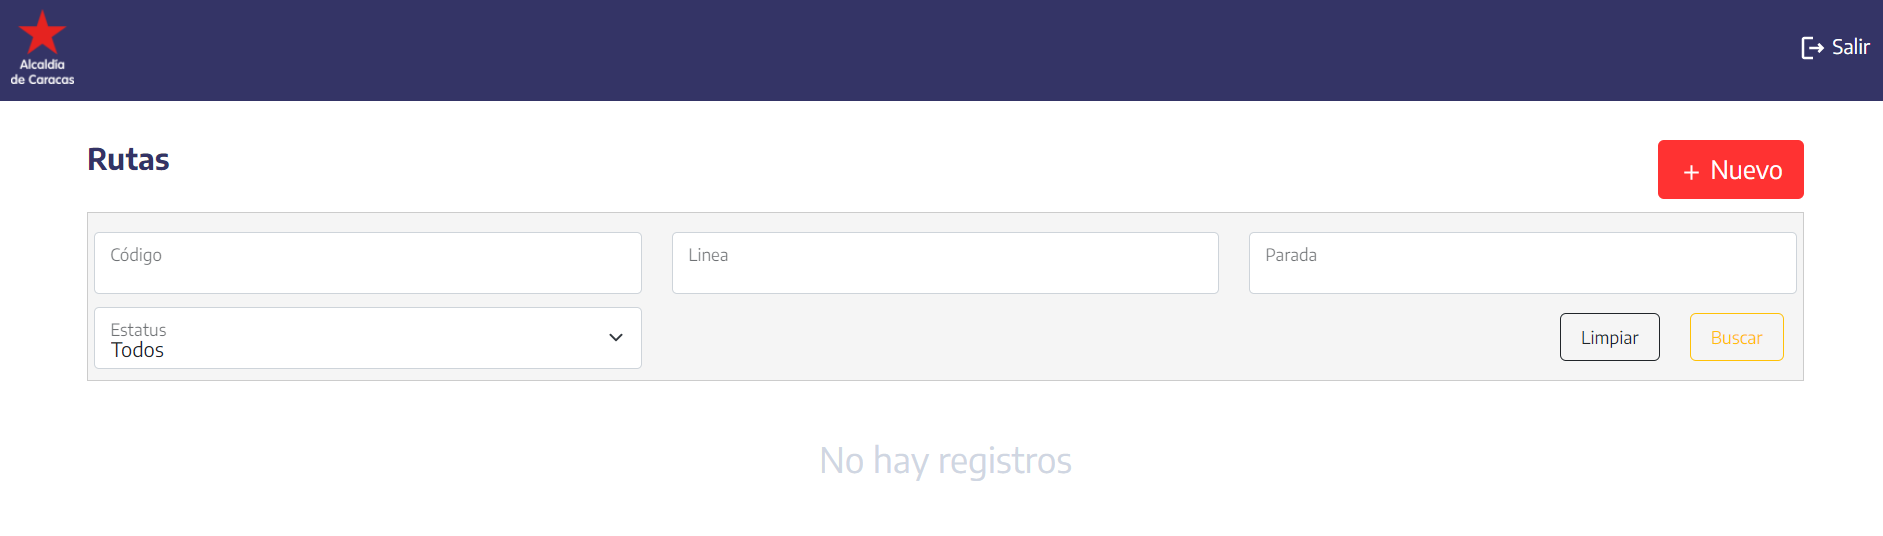 Alcaldía
de Caracas
Salir
Rutas
+ Nuevo
Código
Linea
Parada
Estatus
Todos
Limpiar
Buscar
No hay registros